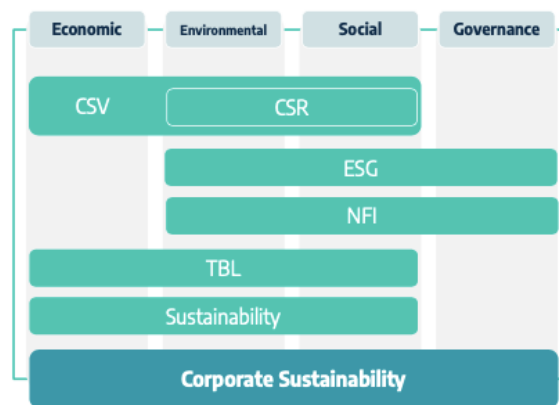 Economic Environmental Social Governance
CSV CSR
ESG
NFI
TBL
Sustainability
Corporate Sustainability